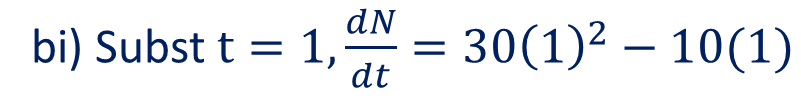 bi) Subst t = 1, dN/dt = 30(1)² − 10(1)